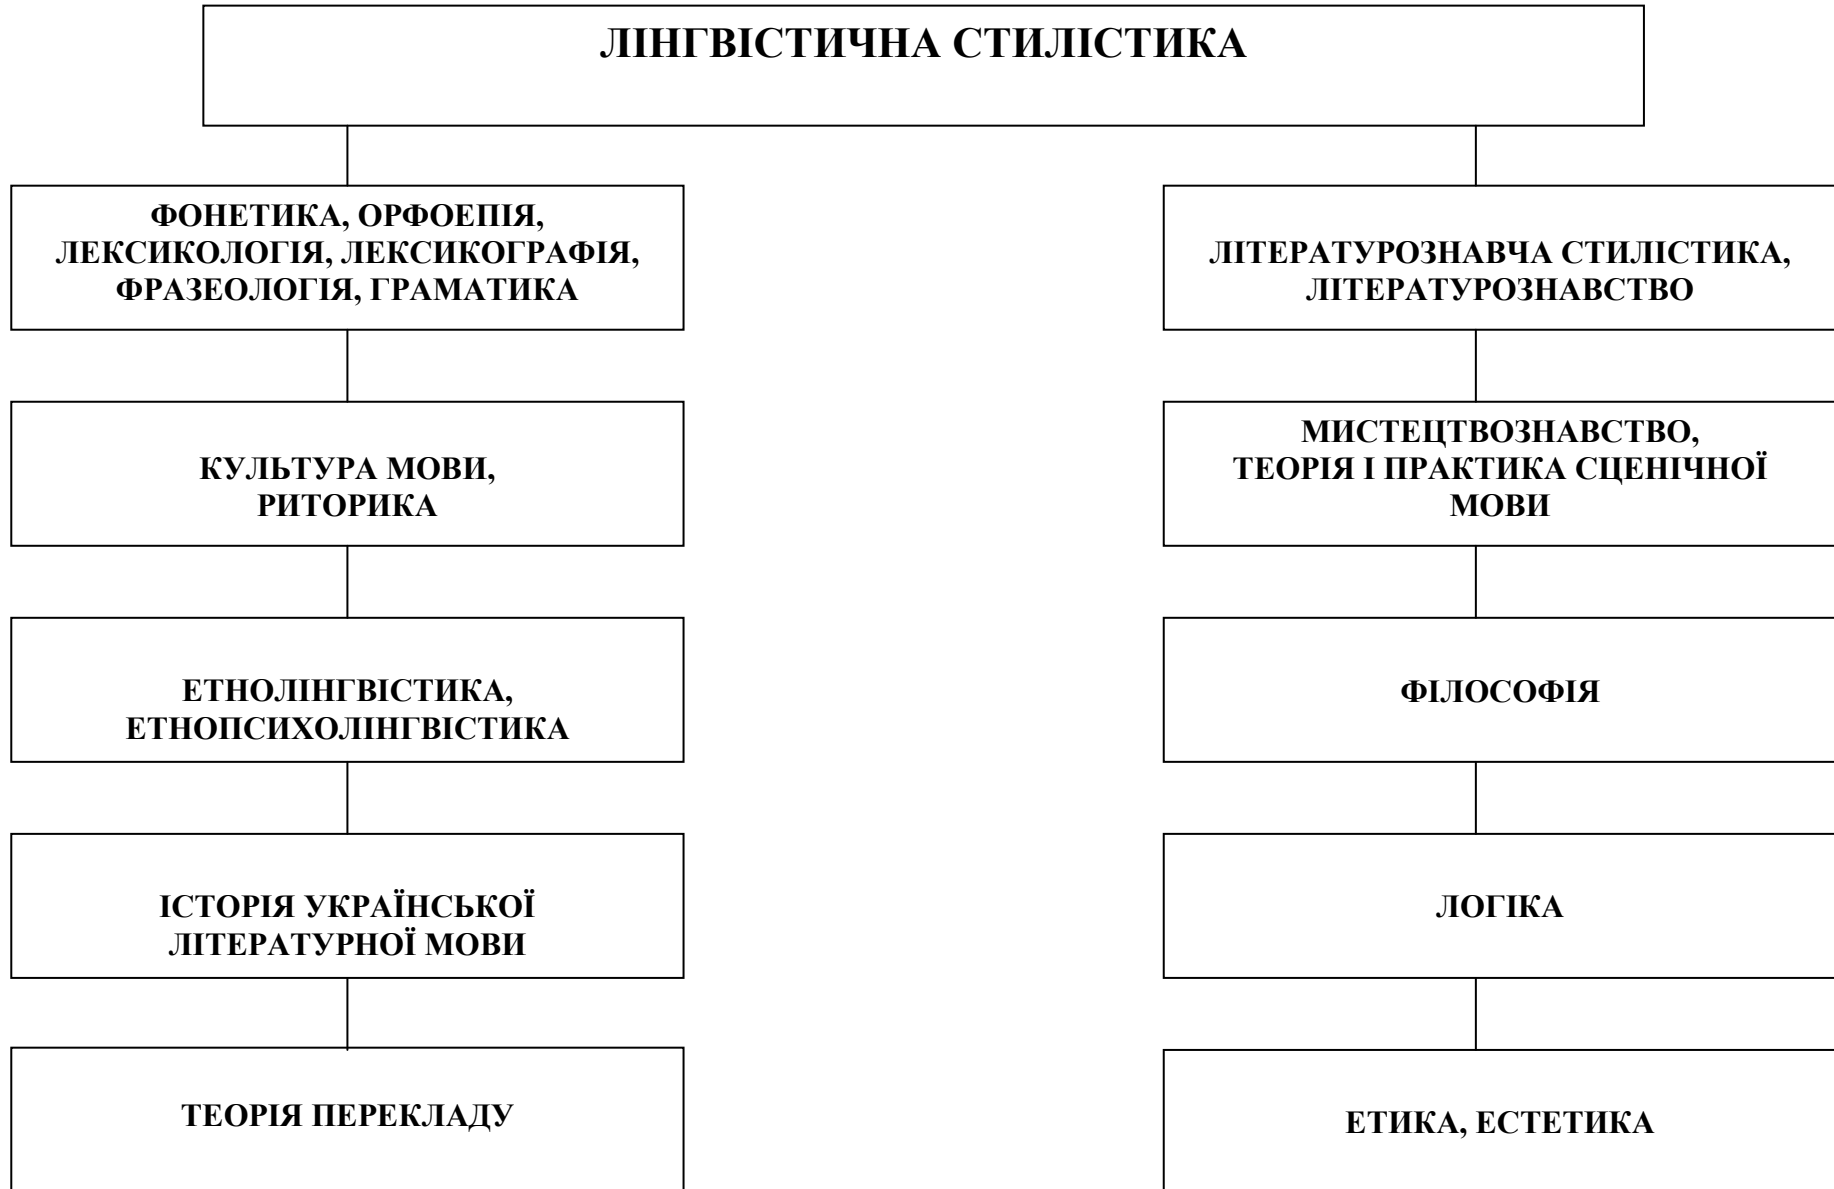 ЛІНГВІСТИЧНА СТИЛІСТИКА
ФОНЕТИКА, ОРФОЕПІЯ,
ЛЕКСИКОЛОГІЯ, ЛЕКСИКОГРАФІЯ,
ФРАЗЕОЛОГІЯ, ГРАМАТИКА
КУЛЬТУРА МОВИ,
РИТОРИКА
ЕТНОЛІНГВІСТИКА,
ЕТНОПСИХОЛІНГВІСТИКА
ІСТОРІЯ УКРАЇНСЬКОЇ
ЛІТЕРАТУРНОЇ МОВИ
ТЕОРІЯ ПЕРЕКЛАДУ
ЛІТЕРАТУРОЗНАВЧА СТИЛІСТИКА,
ЛІТЕРАТУРОЗНАВСТВО
МИСТЕЦТВОЗНАВСТВО,
ТЕОРІЯ І ПРАКТИКА СЦЕНІЧНОЇ
МОВИ
ФІЛОСОФІЯ
ЛОГІКА
ЕТИКА, ЕСТЕТИКА